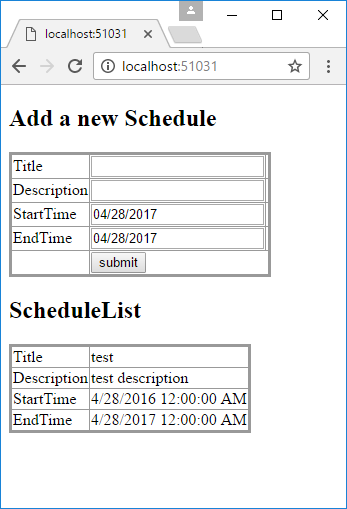 localhost:51031
localhost:51031
Add a new Schedule
Title
Description
StartTime 04/28/2017
EndTime 04/28/2017
submit
ScheduleList
Title test
Description test description
StartTime 4/28/2016 12:00:00 AM
EndTime 4/28/2017 12:00:00 AM